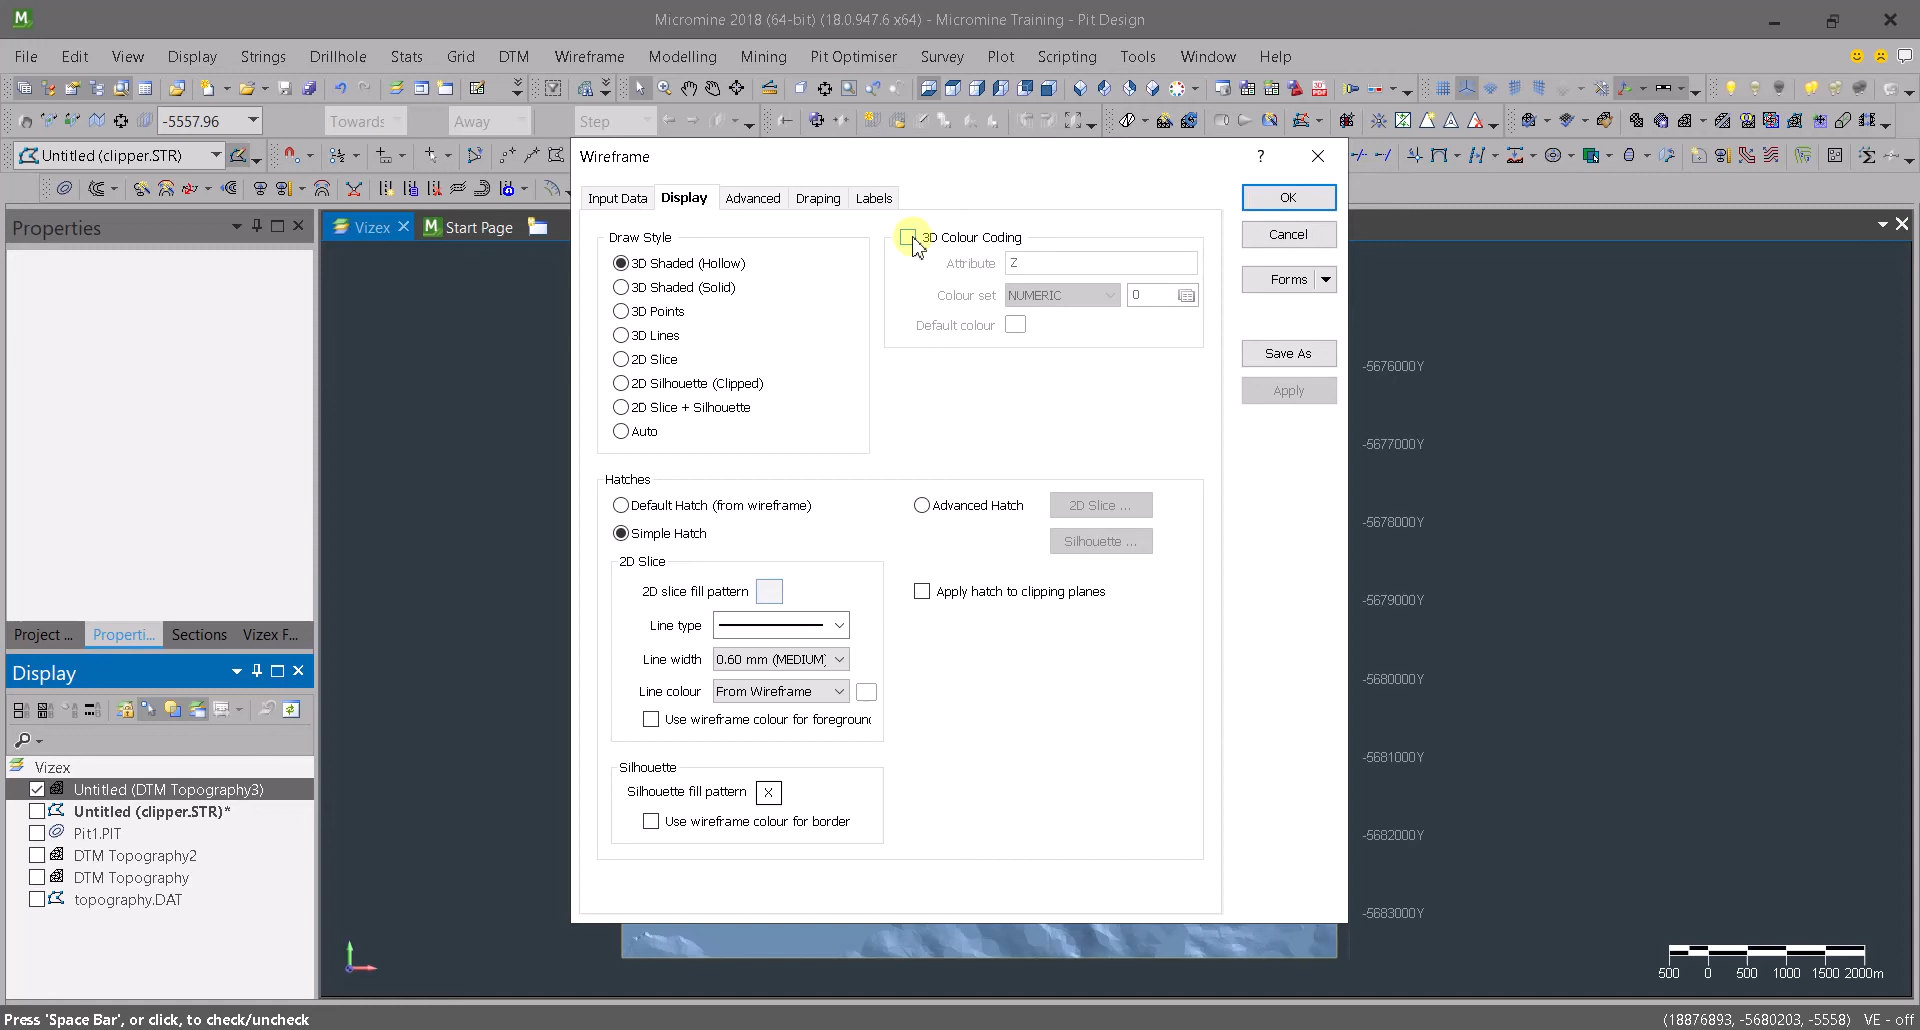 Micromine 2018 (64-bit) (18.0.947.6 x64) - Micromine Training - Pit Design
File Edit View Display Strings Drillhole Stats Grid DTM Wireframe Modelling Mining Pit Optimiser Survey Plot Scripting Tools Window Help
-5557.96 Towards Away Step
Untitled (clipper.STR)
Properties
Vizex Start Page
Wireframe
Input Data Display Advanced Draping Labels
Draw Style
3D Shaded (Hollow)
3D Shaded (Solid)
3D Points
3D Lines
2D Slice
2D Silhouette (Clipped)
2D Slice + Silhouette
Auto
3D Colour Coding
Attribute Z
Colour set NUMERIC 0
Default colour
Hatches
Default Hatch (from wireframe)
Simple Hatch
Advanced Hatch 2D Slice ...
Silhouette ...
2D Slice
2D slice fill pattern
Apply hatch to clipping planes
Line type
Line width 0.60 mm (MEDIUM)
Line colour From Wireframe
Use wireframe colour for foreground
Silhouette
Silhouette fill pattern X
Use wireframe colour for border
? OK
Cancel
Forms
Save As
Apply
-5676000Y
-5677000Y
-5678000Y
-5679000Y
-5680000Y
-5681000Y
-5682000Y
-5683000Y
Project ... Properti... Sections Vizex F...
Display
Vizex
Untitled (DTM Topography3)
Untitled (clipper.STR)*
Pit1.PIT
DTM Topography2
DTM Topography
topography.DAT
500 0 500 1000 1500 2000m
Press 'Space Bar', or click, to check/uncheck
(18876893, -5680203, -5558) VE - off